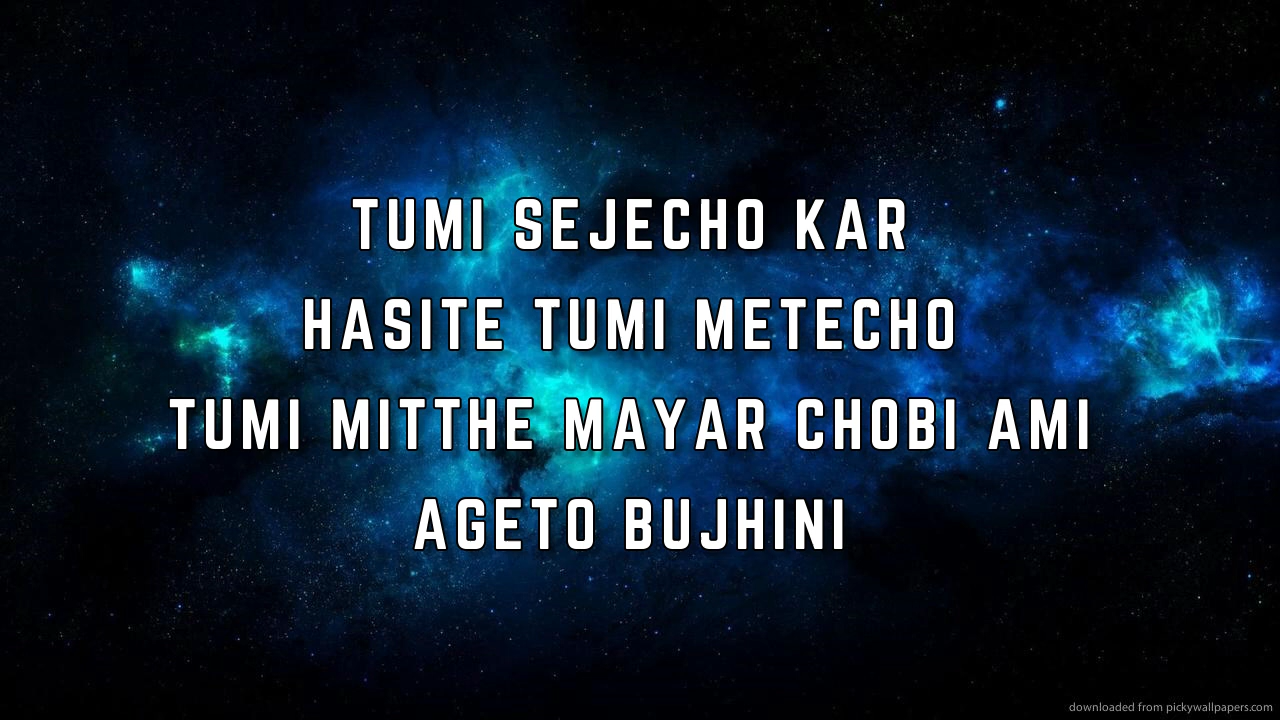 TUMI SEJECHO KAR
HASITE TUMI METECHO
TUMI MITTHE MAYAR CHOBI AMI
AGETO BUJHINI
downloaded from pickywallpapers.com